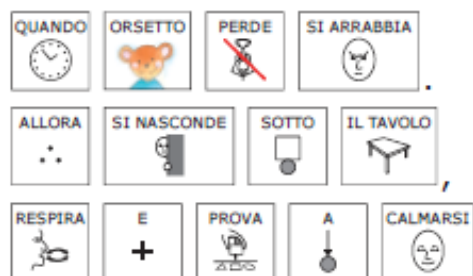 QUANDO ORSETTO PERDE SI ARRABBIA.
ALLORA SI NASCONDE SOTTO IL TAVOLO,
RESPIRA E PROVA A CALMARSI